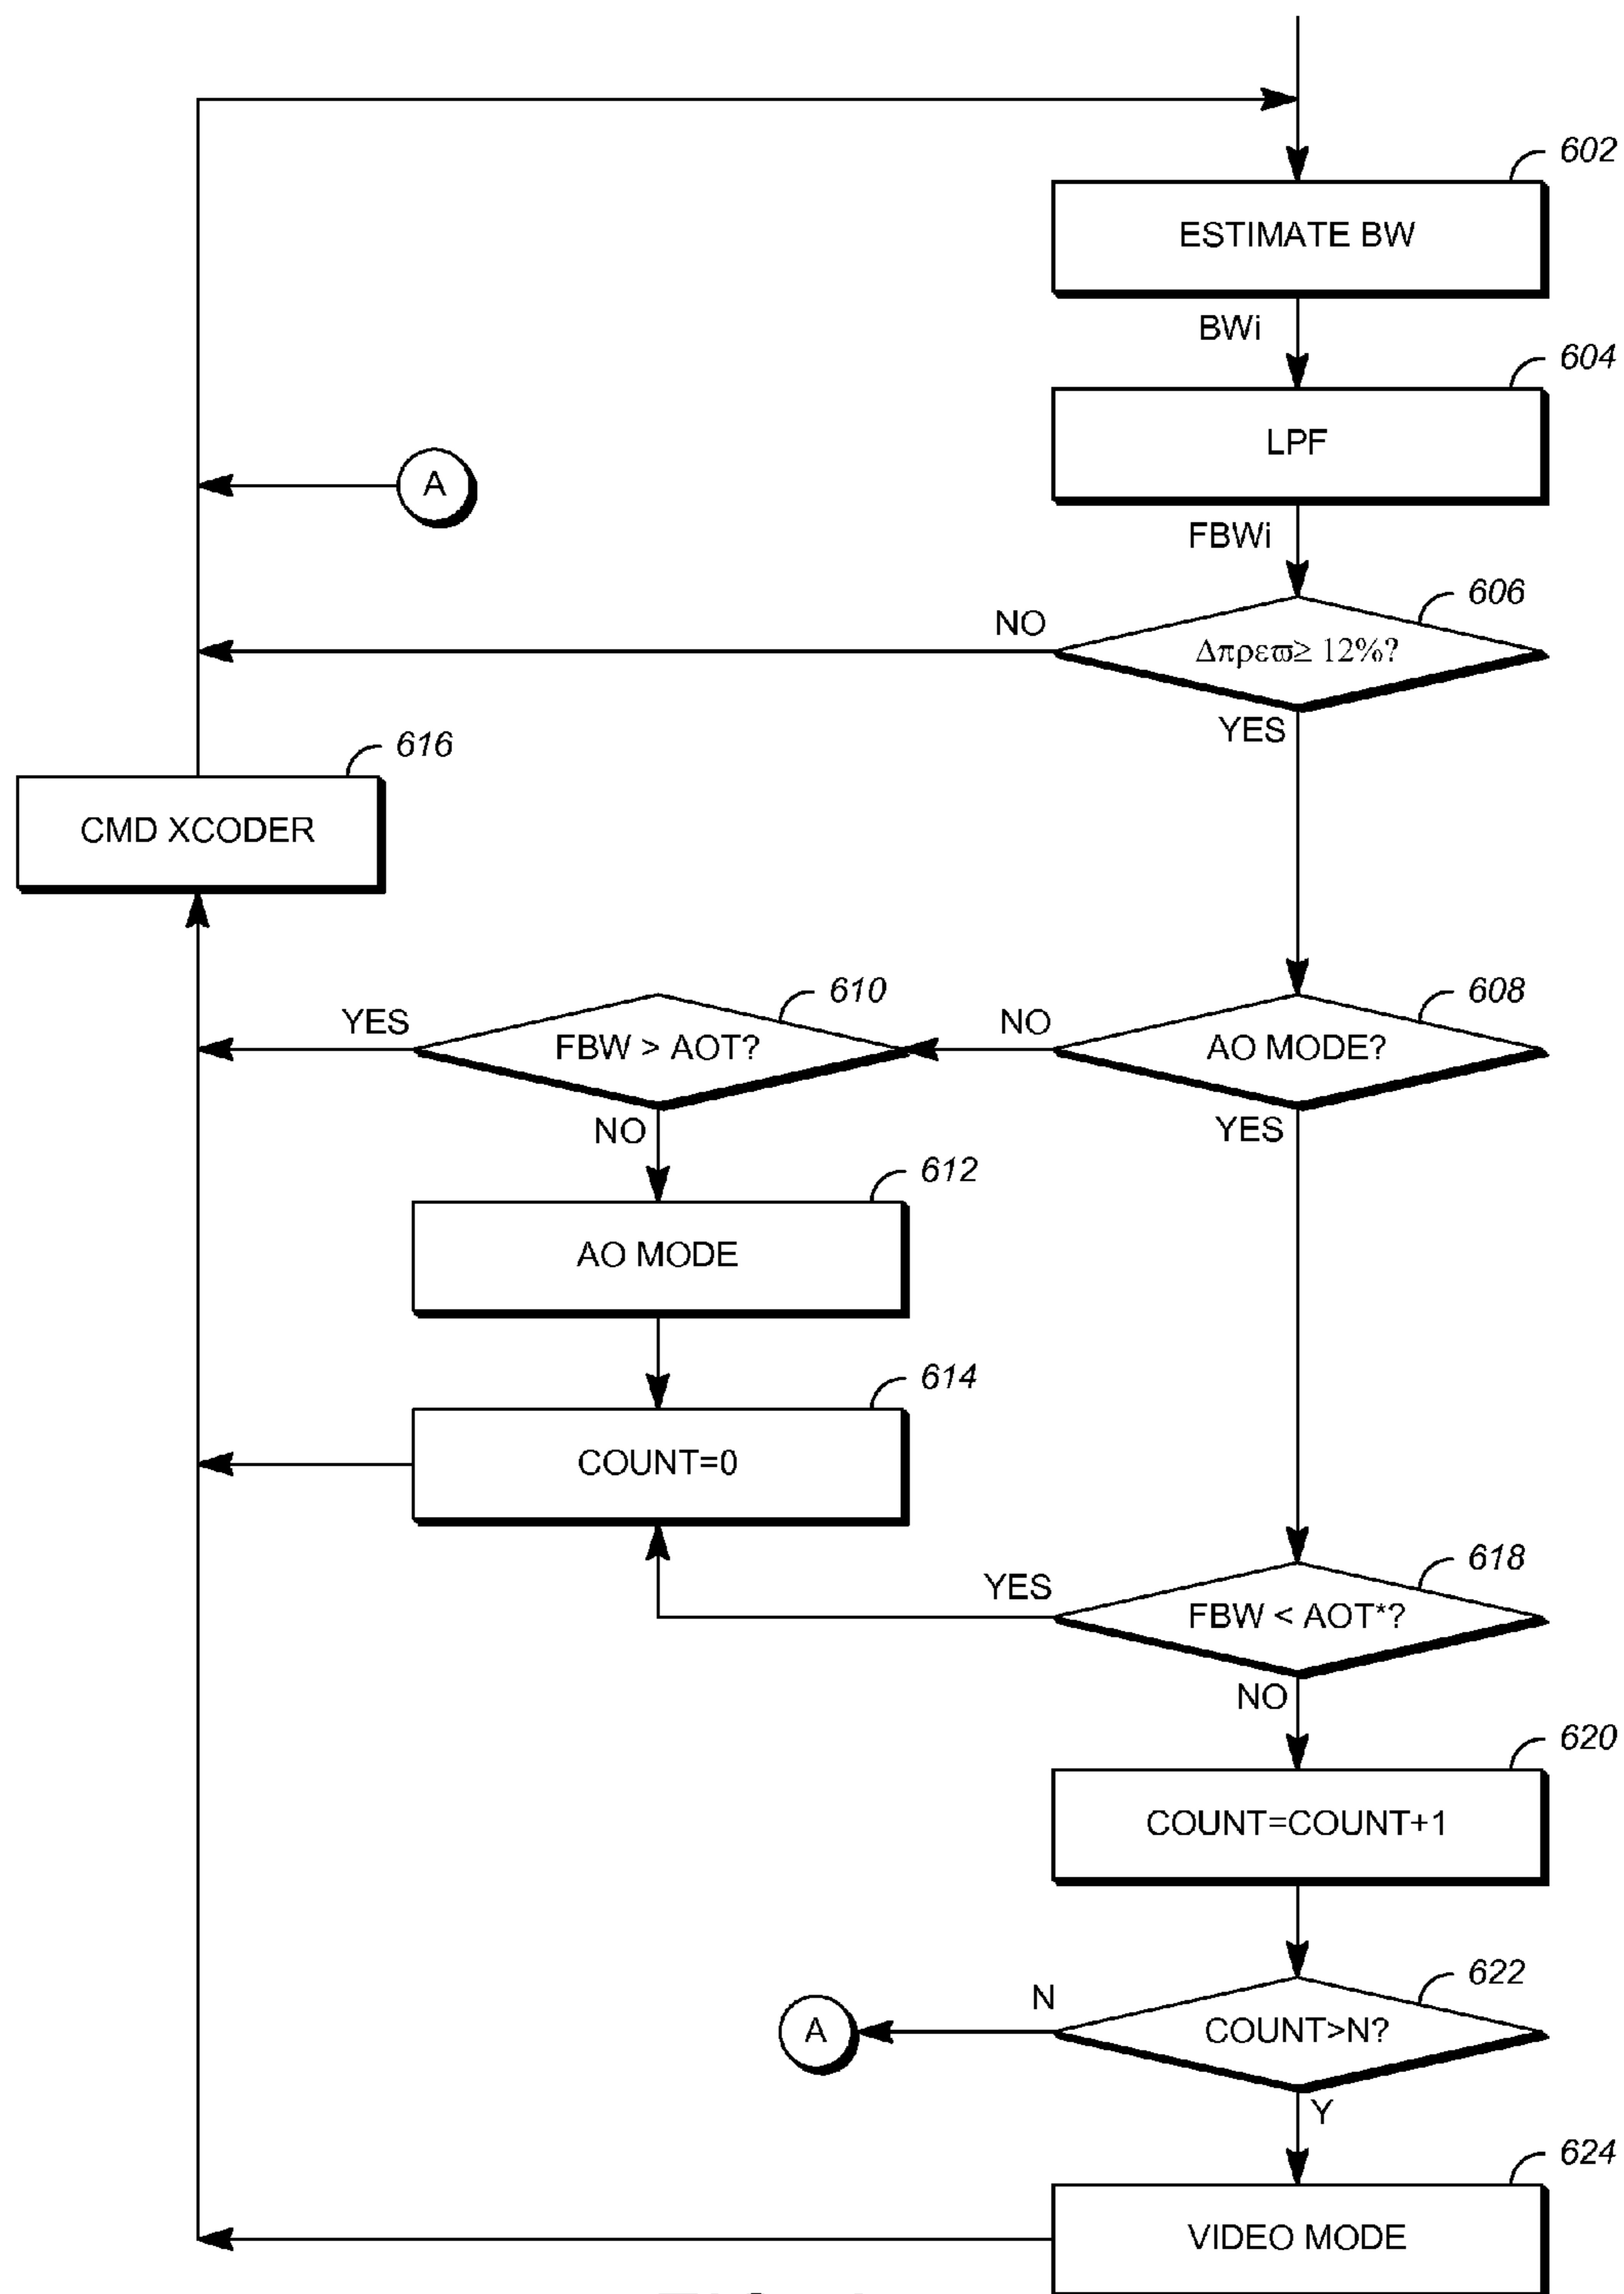 602
ESTIMATE BW
BWi
604
LPF
A
FBWi
606
NO
Δπρεϖ≥ 12%?
YES
616
CMD XCODER
610
608
YES
FBW > AOT?
NO
AO MODE?
NO
YES
612
AO MODE
614
COUNT=0
618
YES
FBW < AOT*?
NO
620
COUNT=COUNT+1
622
N
A
COUNT>N?
Y
624
VIDEO MODE